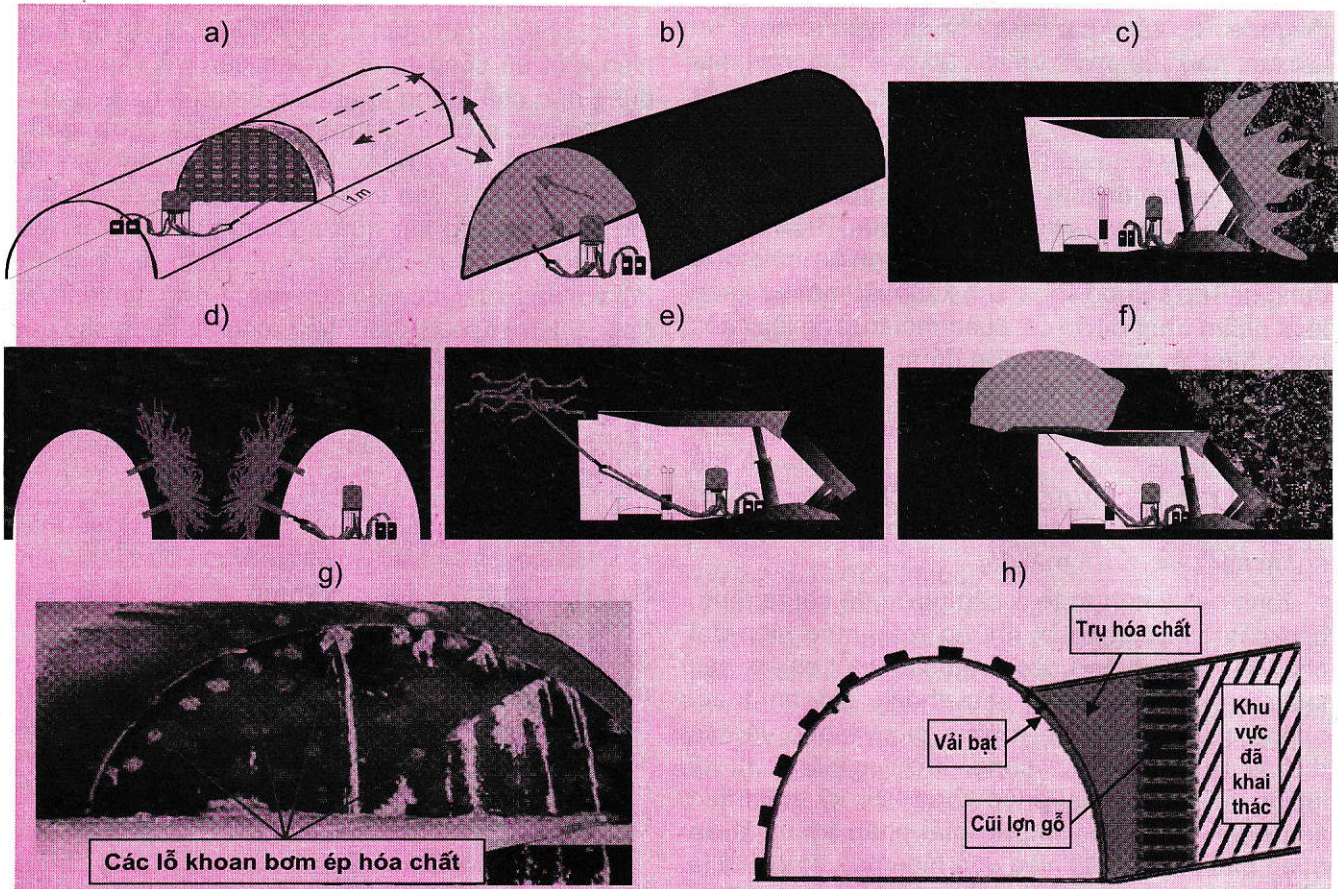 a)
b)
c)
1m
d)
e)
f)
g)
h)
Các lỗ khoan bơm ép hóa chất
Trụ hóa chất
Vải bạt
Cũi lợn gỗ
Khu
vực
đã
khai
thác